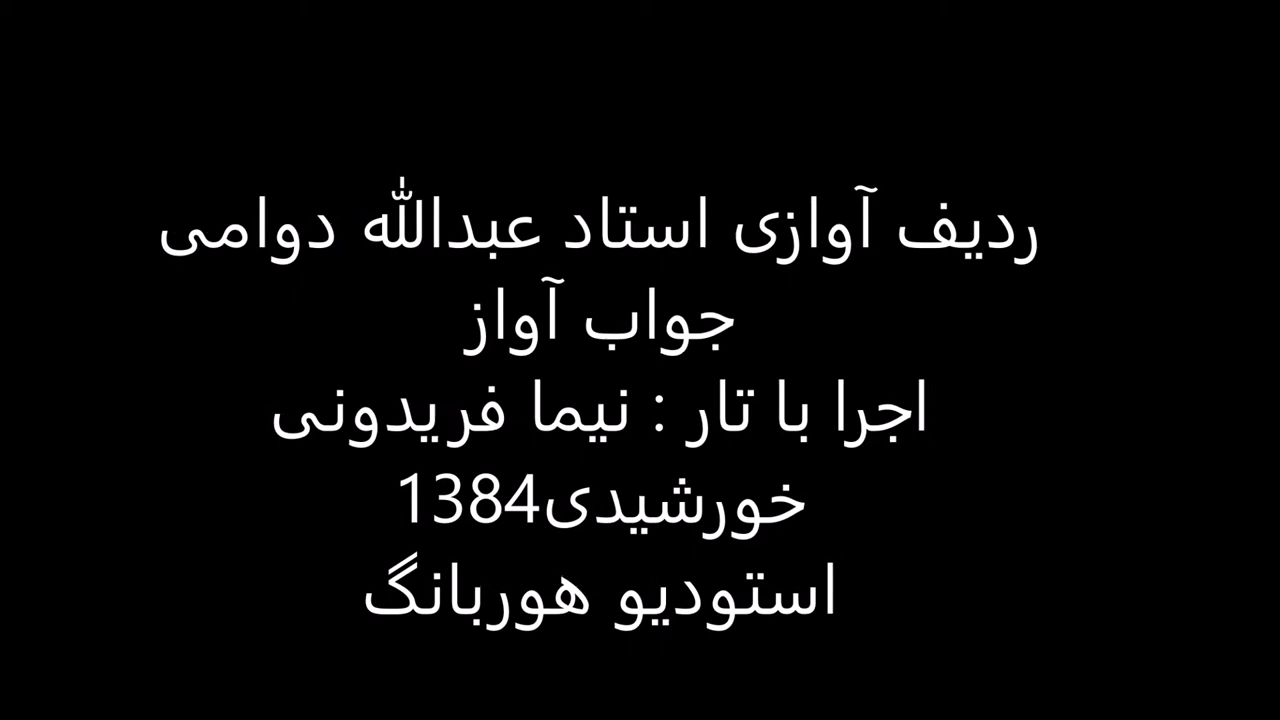 ردیف آوازی استاد عبدالله دوامی
جواب آواز
اجرا با تار : نیما فریدونی
خورشیدی1384
استودیو هوربانگ